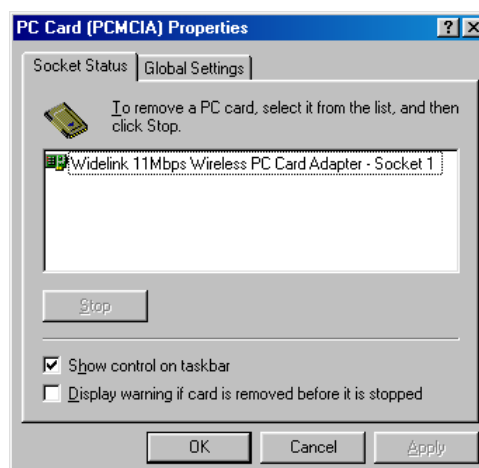 PC Card (PCMCIA) Properties
Socket Status
Global Settings
To remove a PC card, select it from the list, and then
click Stop.
Widelink 11Mbps Wireless PC Card Adapter - Socket 1
Stop
Show control on taskbar
Display warning if card is removed before it is stopped
OK
Cancel
Apply